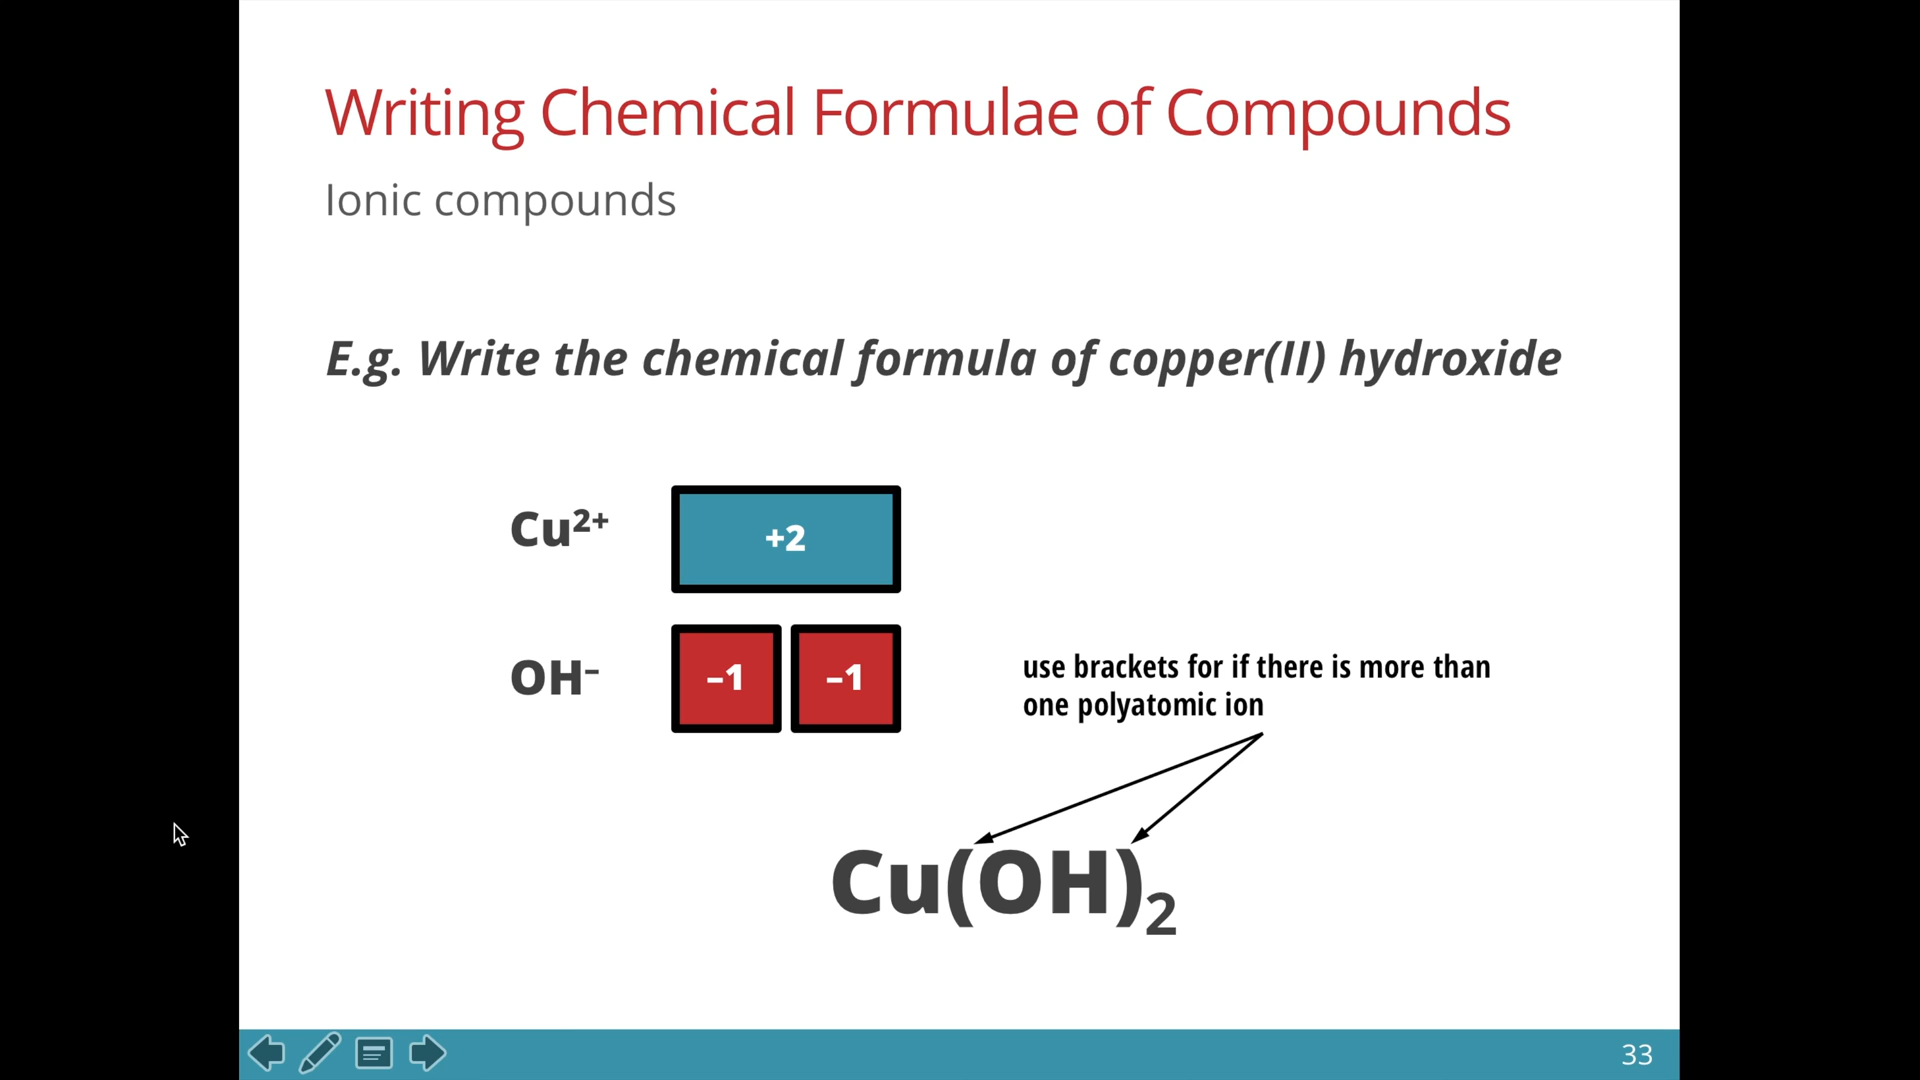 Writing Chemical Formulae of Compounds
Ionic compounds
E.g. Write the chemical formula of copper(II) hydroxide
Cu²⁺
+2
OH⁻
–1 –1
use brackets for if there is more than
one polyatomic ion
Cu(OH)₂
33